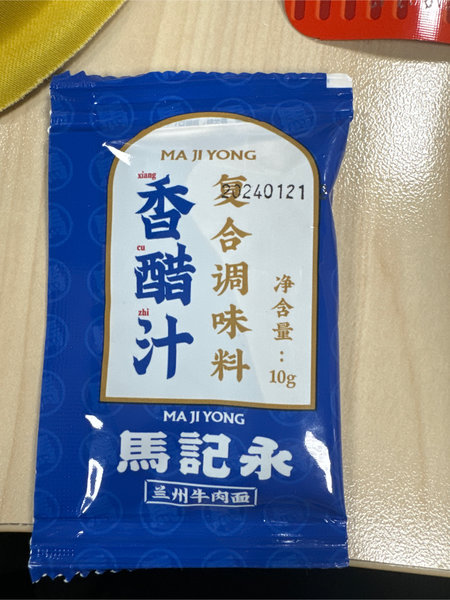 MA JI YONG
xiang
香
cu
醋
zhi
汁
复合调味料
20240121
净含量：
10g
MA JI YONG
馬記永
兰州牛肉面